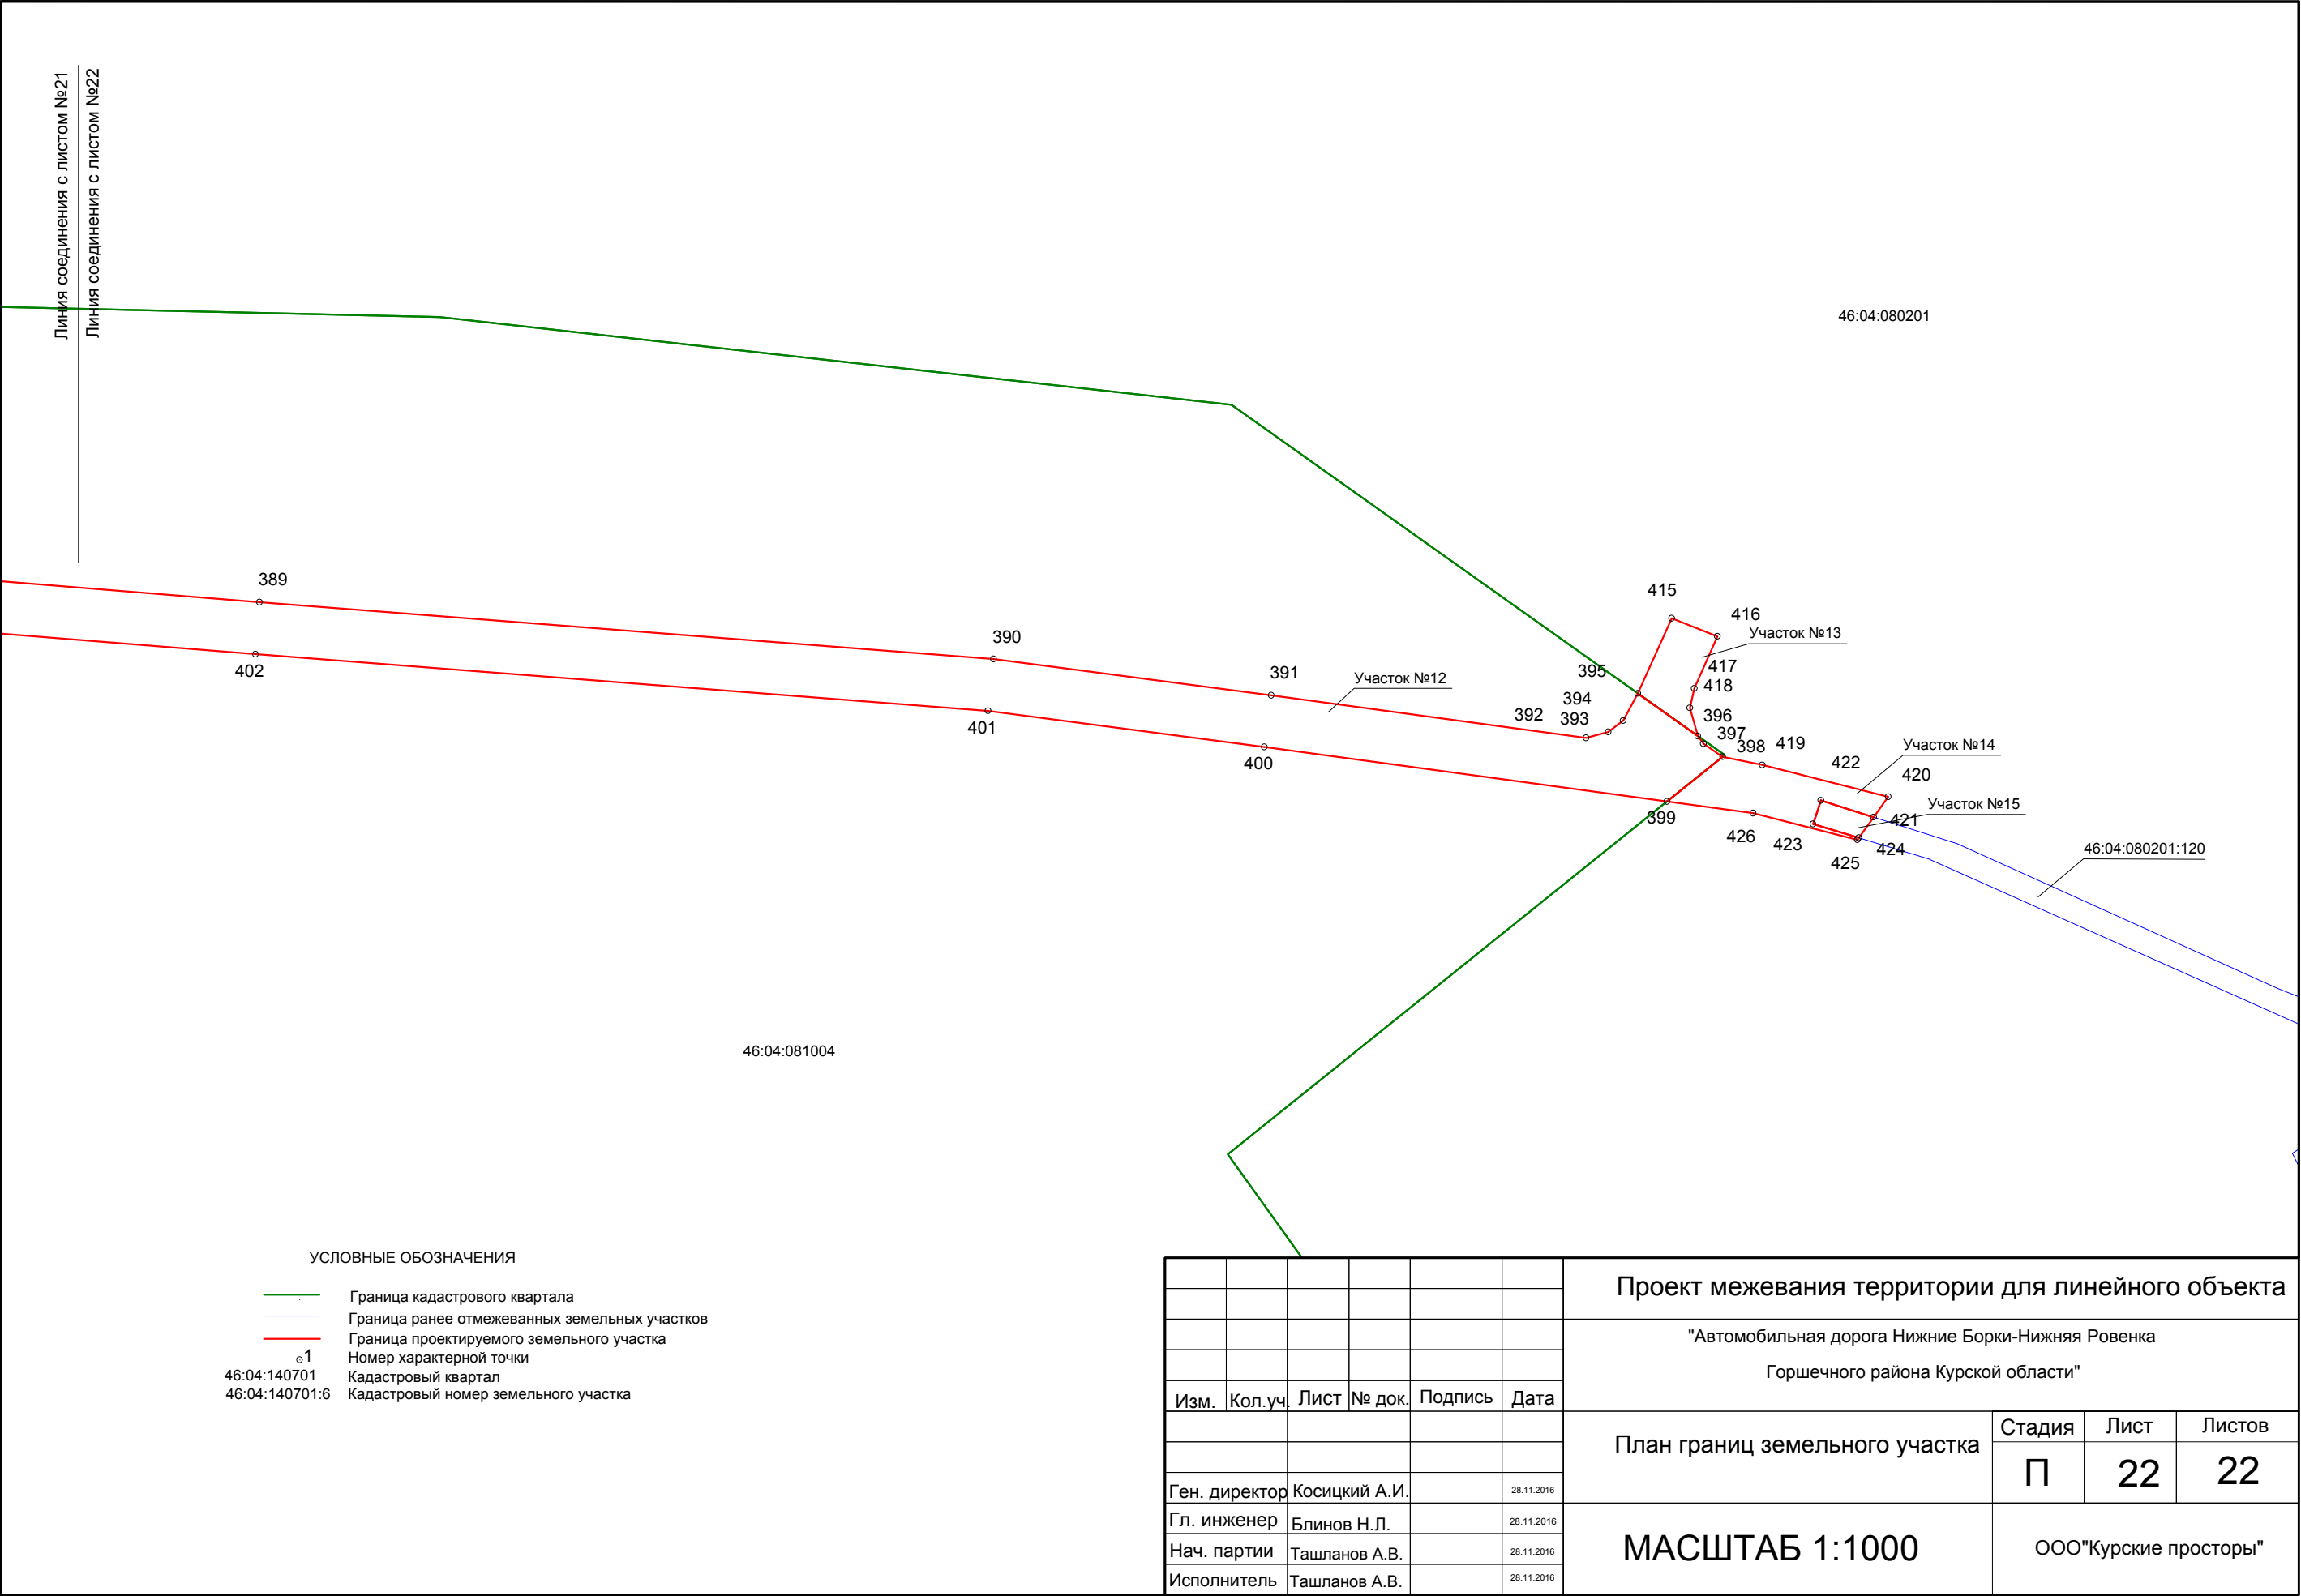 Линия соединения с листом №21
Линия соединения с листом №22
46:04:080201
389
402
390
401
391
400
Участок №12
392
393
394
395
415
416
Участок №13
417
418
396
397
398
419
399
422
420
Участок №14
Участок №15
421
426
423
425
424
46:04:080201:120
46:04:081004
УСЛОВНЫЕ ОБОЗНАЧЕНИЯ
Граница кадастрового квартала
Граница ранее отмежеванных земельных участков
Граница проектируемого земельного участка
1 Номер характерной точки
46:04:140701 Кадастровый квартал
46:04:140701:6 Кадастровый номер земельного участка
Проект межевания территории для линейного объекта
"Автомобильная дорога Нижние Борки-Нижняя Ровенка
Горшечного района Курской области"
Изм. Кол.уч. Лист № док. Подпись Дата
План границ земельного участка
Стадия Лист Листов
П 22 22
Ген. директор Косицкий А.И. 28.11.2016
Гл. инженер Блинов Н.Л. 28.11.2016
Нач. партии Ташланов А.В. 28.11.2016
Исполнитель Ташланов А.В. 28.11.2016
МАСШТАБ 1:1000
ООО"Курские просторы"